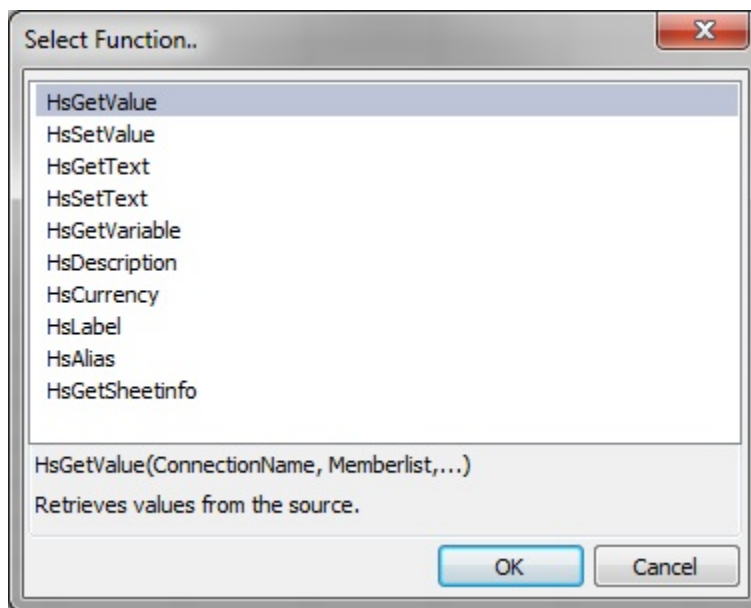 Select Function..
HsGetValue
HsSetValue
HsGetText
HsSetText
HsGetVariable
HsDescription
HsCurrency
HsLabel
HsAlias
HsGetSheetinfo
HsGetValue(ConnectionName, Memberlist,...)
Retrieves values from the source.
OK Cancel